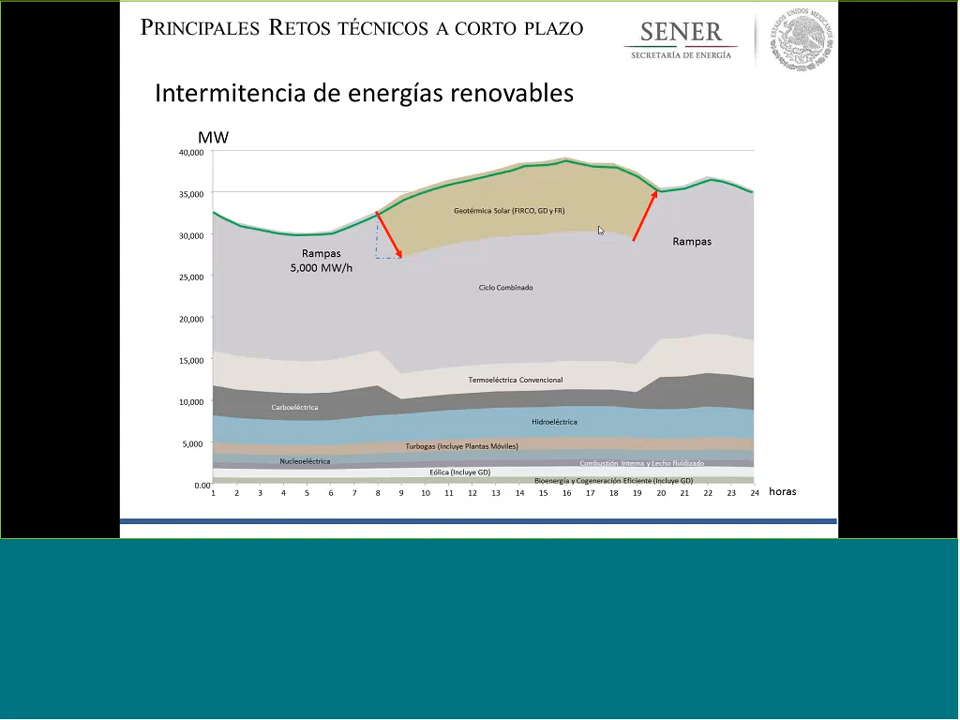 PRINCIPALES RETOS TÉCNICOS A CORTO PLAZO
SENER
SECRETARÍA DE ENERGÍA
ESTADOS UNIDOS MEXICANOS
Intermitencia de energías renovables
MW
40,000
35,000
30,000
25,000
20,000
15,000
10,000
5,000
0.00
Geotérmica Solar (FIRCO, GD y FR)
Rampas
5,000 MW/h
Rampas
Ciclo Combinado
Termoeléctrica Convencional
Carboeléctrica
Hidroeléctrica
Turbogas (Incluye Plantas Móviles)
Nucleoeléctrica
Combustión Interna y Lecho fluidizado
Eólica (Incluye GD)
Bioenergía y Cogeneración Eficiente (Incluye GD)
1 2 3 4 5 6 7 8 9 10 11 12 13 14 15 16 17 18 19 20 21 22 23 24 horas